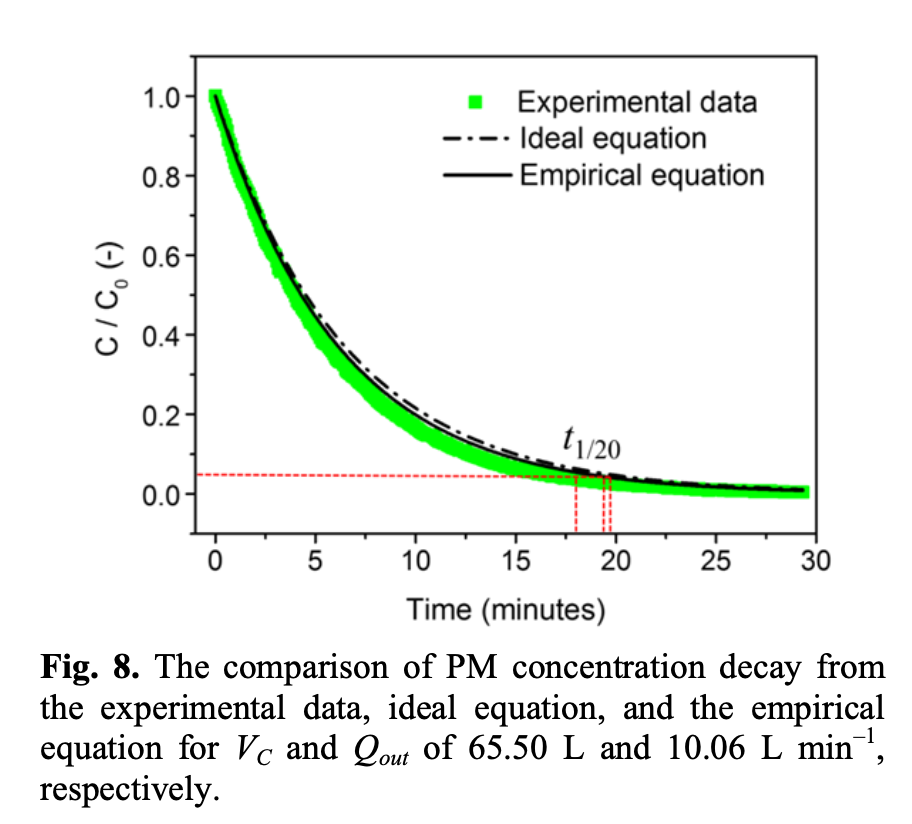 1.0
0.8
0.6
0.4
0.2
0.0
C / C₀ (-)
Experimental data
Ideal equation
Empirical equation
t₁/₂₀
0 5 10 15 20 25 30
Time (minutes)
Fig. 8. The comparison of PM concentration decay from
the experimental data, ideal equation, and the empirical
equation for V_C and Q_out of 65.50 L and 10.06 L min⁻¹,
respectively.